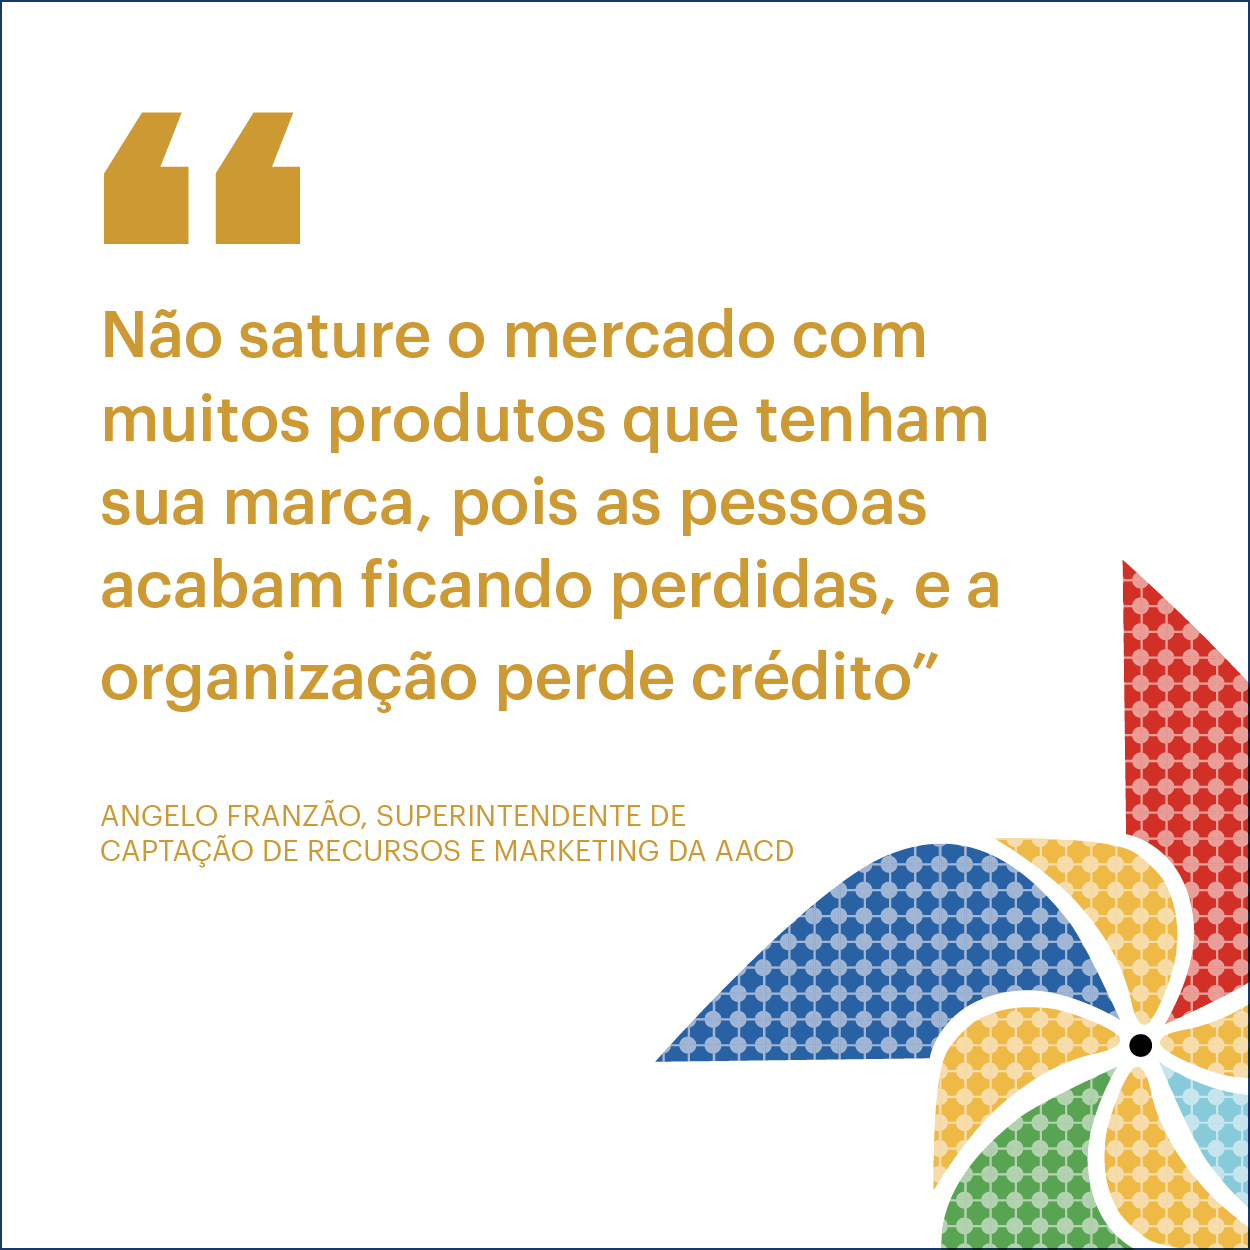 “
Não sature o mercado com
muitos produtos que tenham
sua marca, pois as pessoas
acabam ficando perdidas, e a
organização perde crédito”
ANGELO FRANZÃO, SUPERINTENDENTE DE
CAPTAÇÃO DE RECURSOS E MARKETING DA AACD